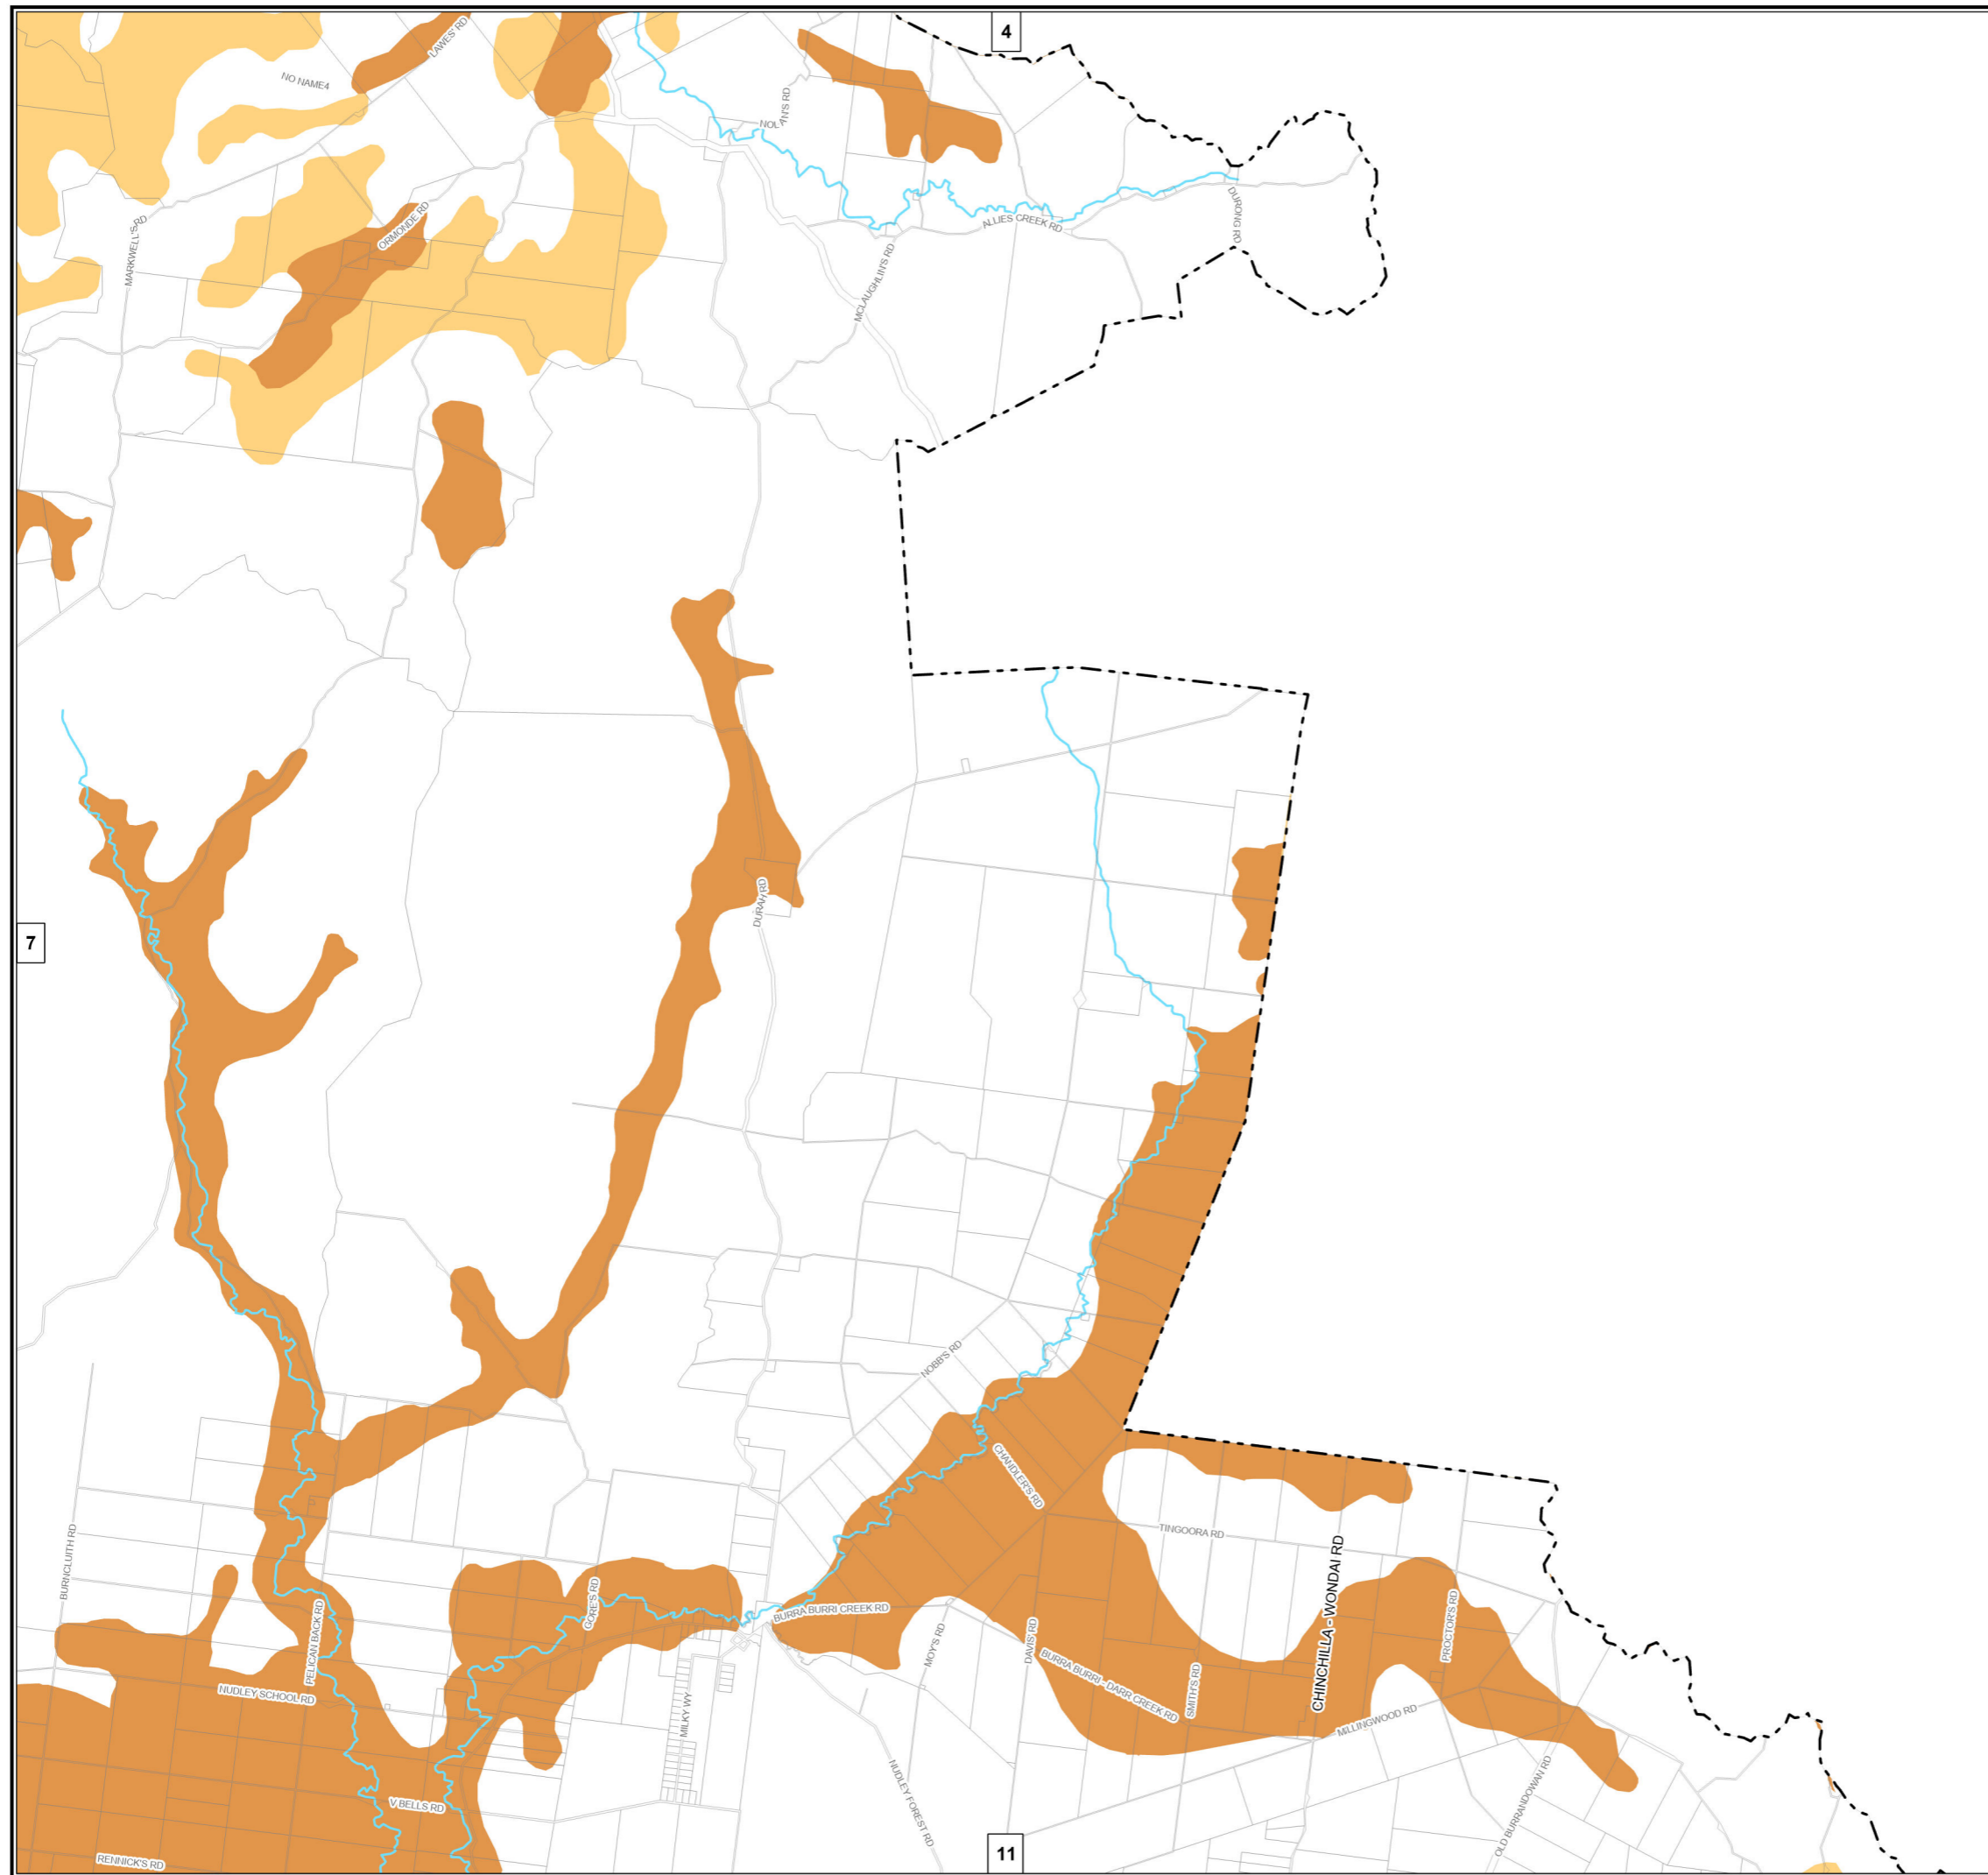 4
LAWES' RD
NO NAME4
NOLAN'S RD
MARKWELL'S RD
ORMONDE RD
ALLIES CREEK RD
DURONG RD
MCLAUGHLIN'S RD
7
DURAH RD
NOBB'S RD
CHANDLER'S RD
TINGOORA RD
CHINCHILLA - WONDAI RD
BURNCLUITH RD
GORE'S RD
BURRA BURRI CREEK RD
PELICAN BACK RD
MOY'S RD
DAVIS' RD
PROCTOR'S RD
BURRA BURRI - DARR CREEK RD
SMITH'S RD
NUDLEY SCHOOL RD
MILKY WY
MILLINGWOOD RD
NUDLEY FOREST RD
OLD BURRANDOWAN RD
V BELLS RD
RENNICK'S RD
11